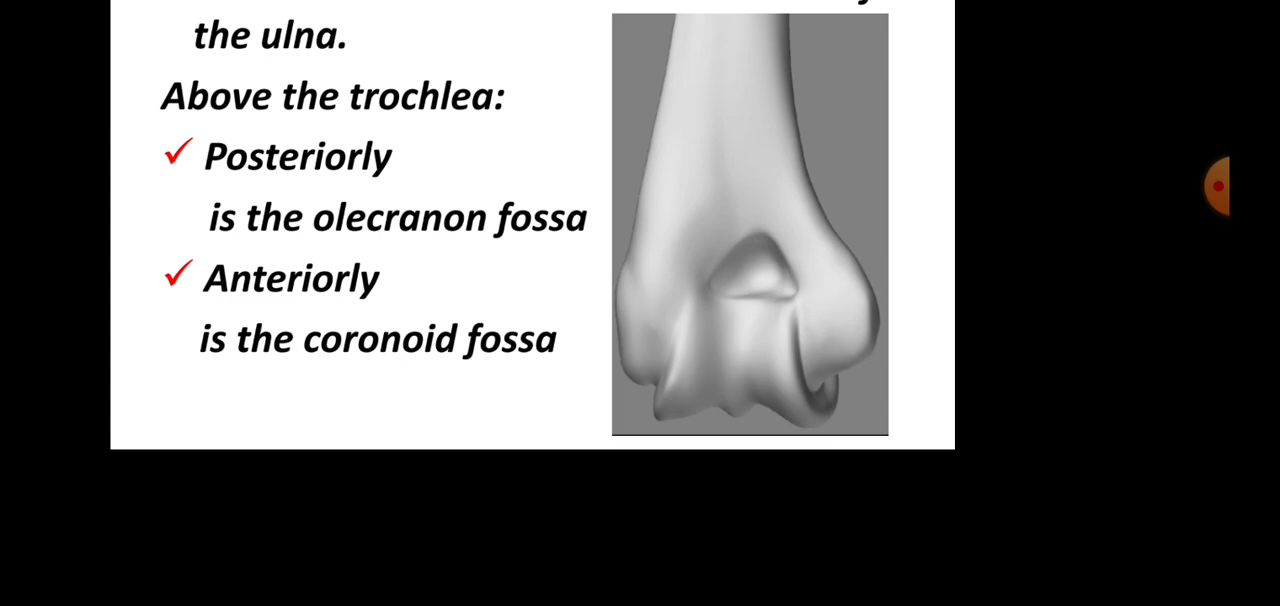 the ulna.
Above the trochlea:
✓ Posteriorly
is the olecranon fossa
✓ Anteriorly
is the coronoid fossa